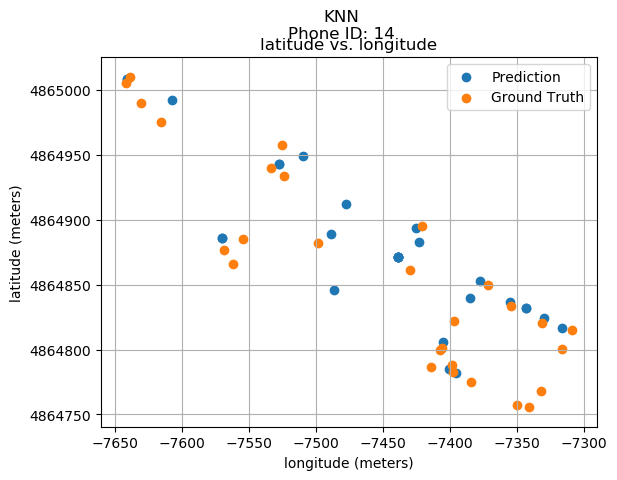 KNN
Phone ID: 14
latitude vs. longitude
Prediction
Ground Truth
4865000
4864950
4864900
4864850
4864800
4864750
latitude (meters)
−7650 −7600 −7550 −7500 −7450 −7400 −7350 −7300
longitude (meters)